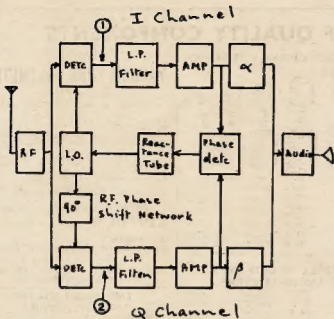 I Channel
①
DETC
L.P.
Filter
AMP
α
RF
L.O.
Reac-
tance
Tube
Phase
detc
Audio
90°
R.F. Phase
shift Network
DETC
L.P.
Filter
AMP
β
②
Q Channel